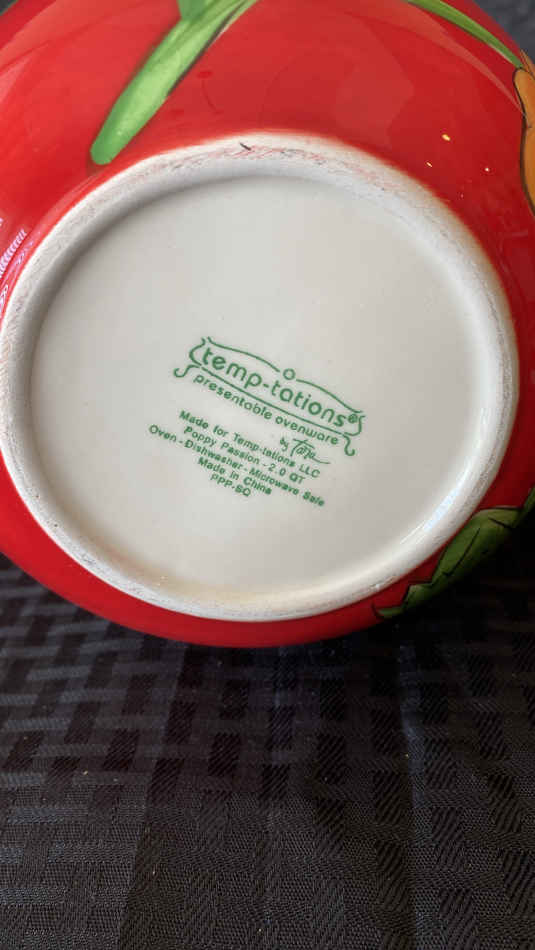 temp-tations®
presentable ovenware
by Tara
Made for Temp-tations LLC
Poppy Passion - 2.0 QT
Oven - Dishwasher - Microwave Safe
Made in China
PPP-SQ